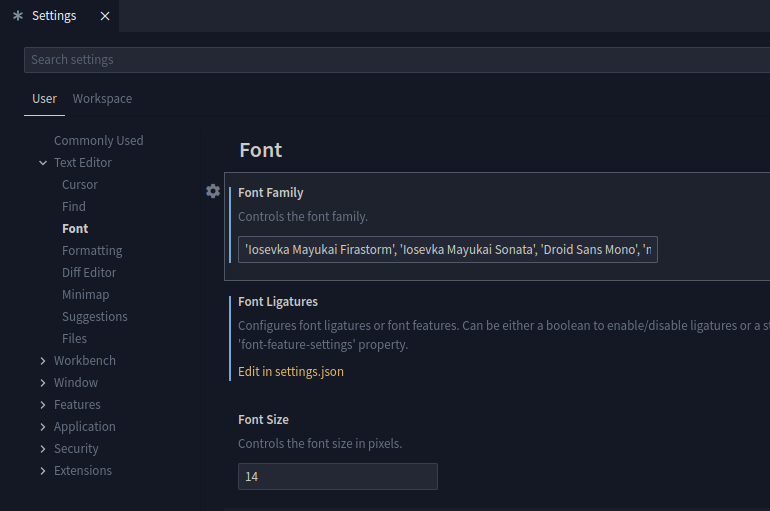 Settings
Search settings
User Workspace
Commonly Used
Text Editor
Cursor
Find
Font
Formatting
Diff Editor
Minimap
Suggestions
Files
Workbench
Window
Features
Application
Security
Extensions
Font
Font Family
Controls the font family.
'Iosevka Mayukai Firastorm', 'Iosevka Mayukai Sonata', 'Droid Sans Mono', 'n
Font Ligatures
Configures font ligatures or font features. Can be either a boolean to enable/disable ligatures or a
'font-feature-settings' property.
Edit in settings.json
Font Size
Controls the font size in pixels.
14